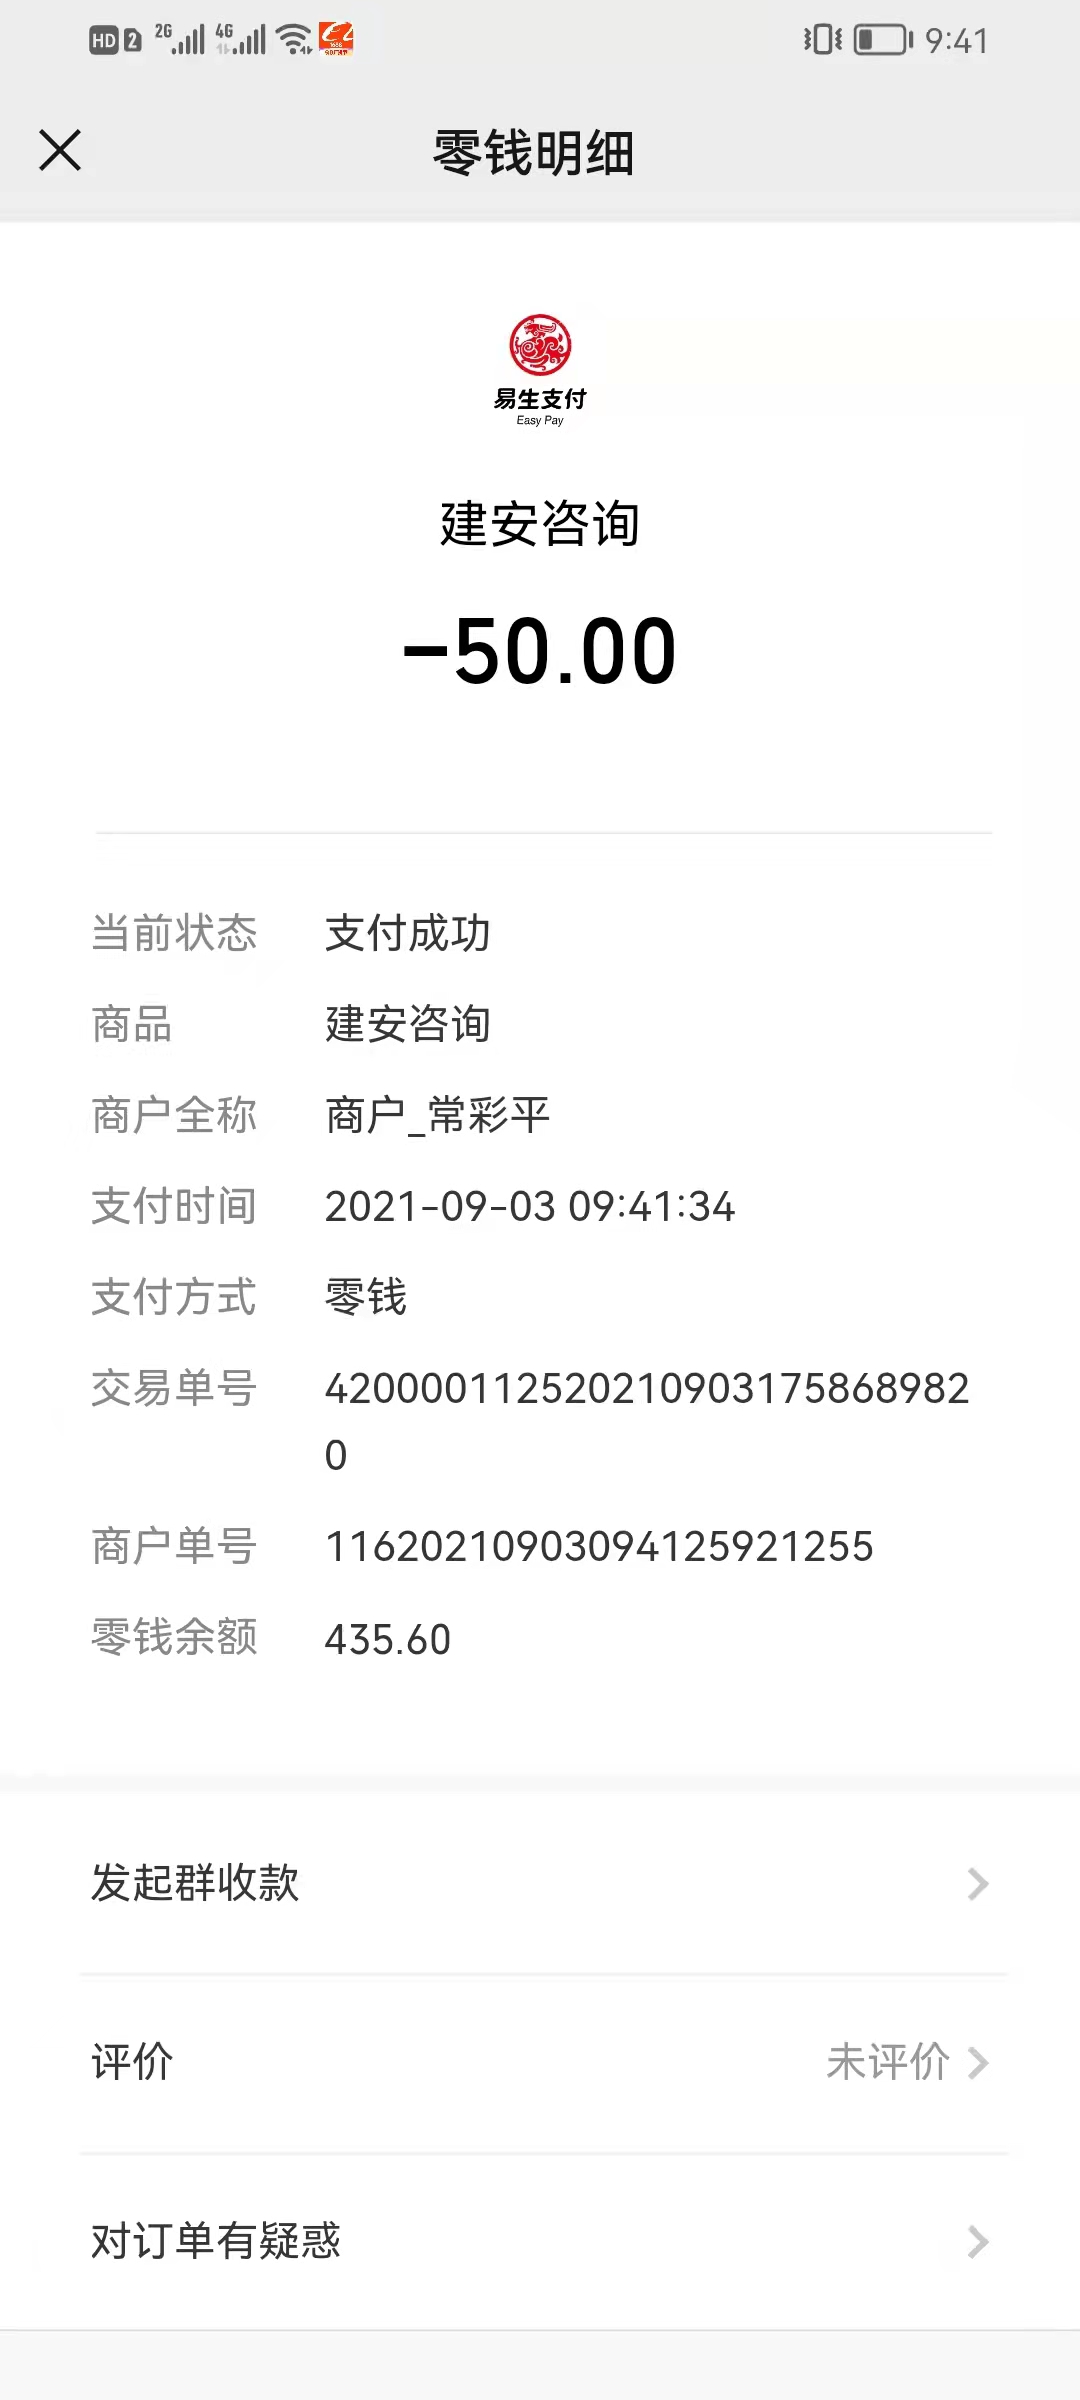 HD 2 2G 4G 9:41
零钱明细
易生支付
Easy Pay
建安咨询
-50.00
当前状态 支付成功
商品 建安咨询
商户全称 商户_常彩平
支付时间 2021-09-03 09:41:34
支付方式 零钱
交易单号 420000112520210903175868982
0
商户单号 11620210903094125921255
零钱余额 435.60
发起群收款
评价 未评价
对订单有疑惑